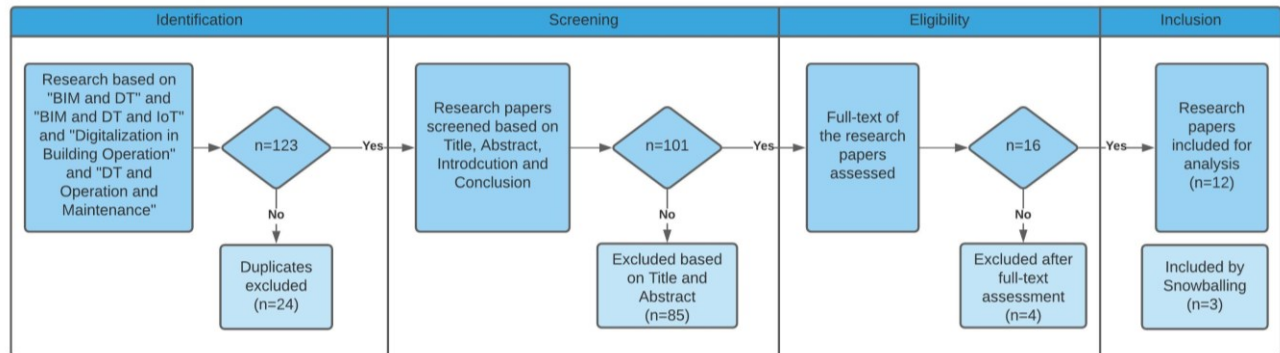 Identification
Research based on
"BIM and DT" and
"BIM and DT and IoT"
and "Digitalization in
Building Operation"
and "DT and
Operation and
Maintenance"
n=123
Yes
No
Duplicates
excluded
(n=24)
Screening
Research papers
screened based on
Title, Abstract,
Introdcution and
Conclusion
n=101
Yes
No
Excluded based
on Title and
Abstract
(n=85)
Eligibility
Full-text of
the research
papers
assessed
n=16
Yes
No
Excluded after
full-text
assessment
(n=4)
Inclusion
Research
papers
included for
analysis
(n=12)
Included by
Snowballing
(n=3)